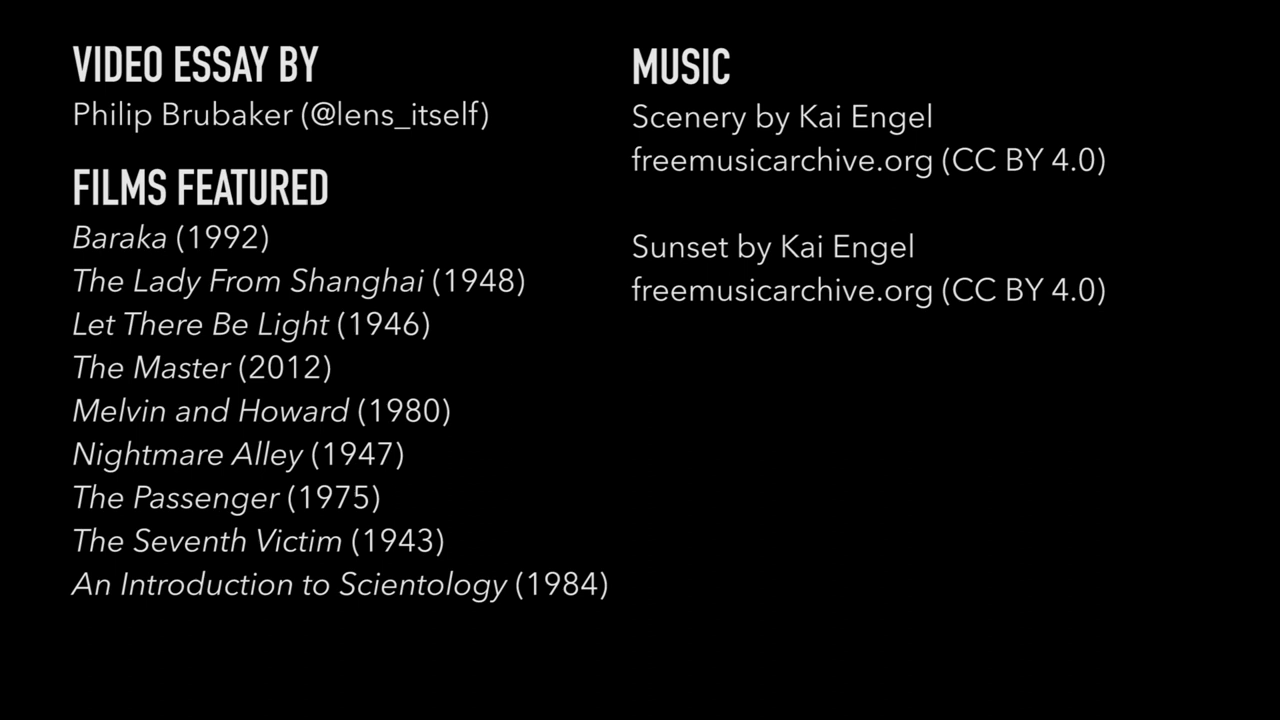 VIDEO ESSAY BY
Philip Brubaker (@lens_itself)
FILMS FEATURED
Baraka (1992)
The Lady From Shanghai (1948)
Let There Be Light (1946)
The Master (2012)
Melvin and Howard (1980)
Nightmare Alley (1947)
The Passenger (1975)
The Seventh Victim (1943)
An Introduction to Scientology (1984)
MUSIC
Scenery by Kai Engel
freemusicarchive.org (CC BY 4.0)
Sunset by Kai Engel
freemusicarchive.org (CC BY 4.0)